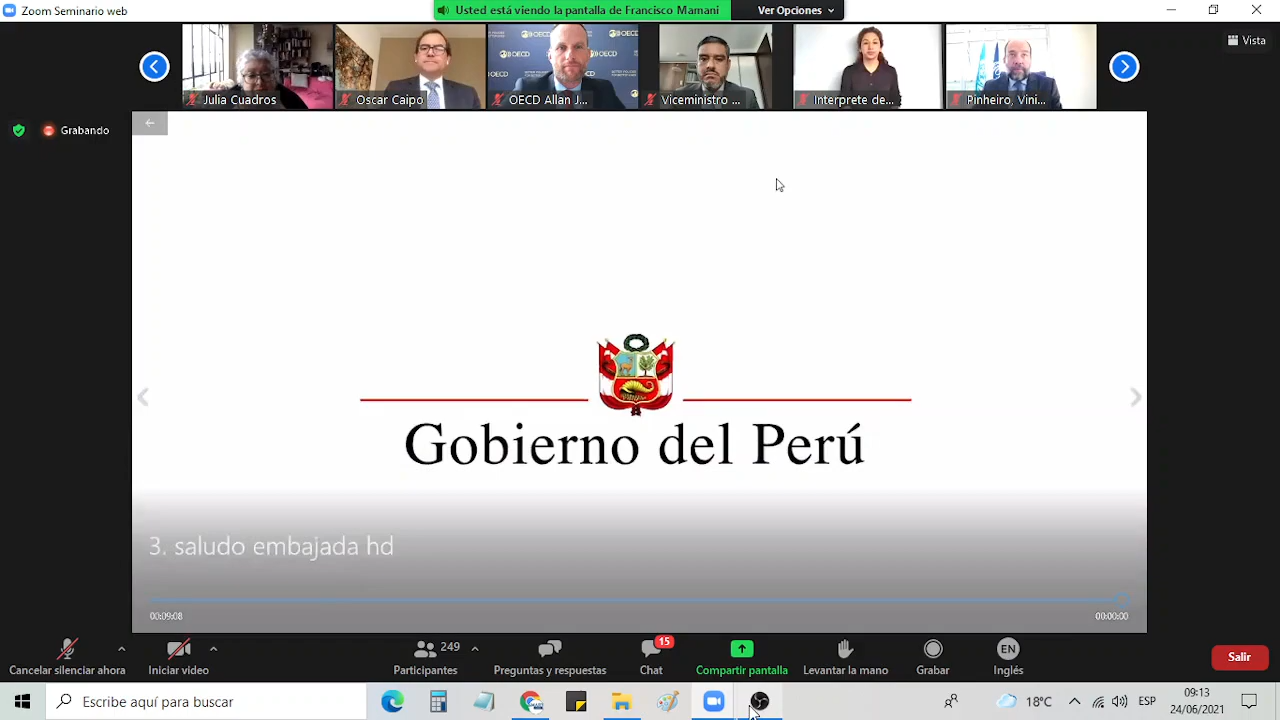 Zoom Seminario web
Usted está viendo la pantalla de Francisco Mamani
Ver Opciones
Vista
OECD
OECD
OECD
Julia Cuadros
Oscar Caipo
OECD Allan J...
Viceministro ...
Interprete de...
Pinheiro, Vini...
Grabando
Gobierno del Perú
3. saludo embajada hd
00:09:08
00:00:00
249
15
EN
Cancelar silenciar ahora
Iniciar video
Participantes
Preguntas y respuestas
Chat
Compartir pantalla
Levantar la mano
Grabar
Inglés
Salir
Escribe aquí para buscar
18°C
ESP
09:13
24/06/2021